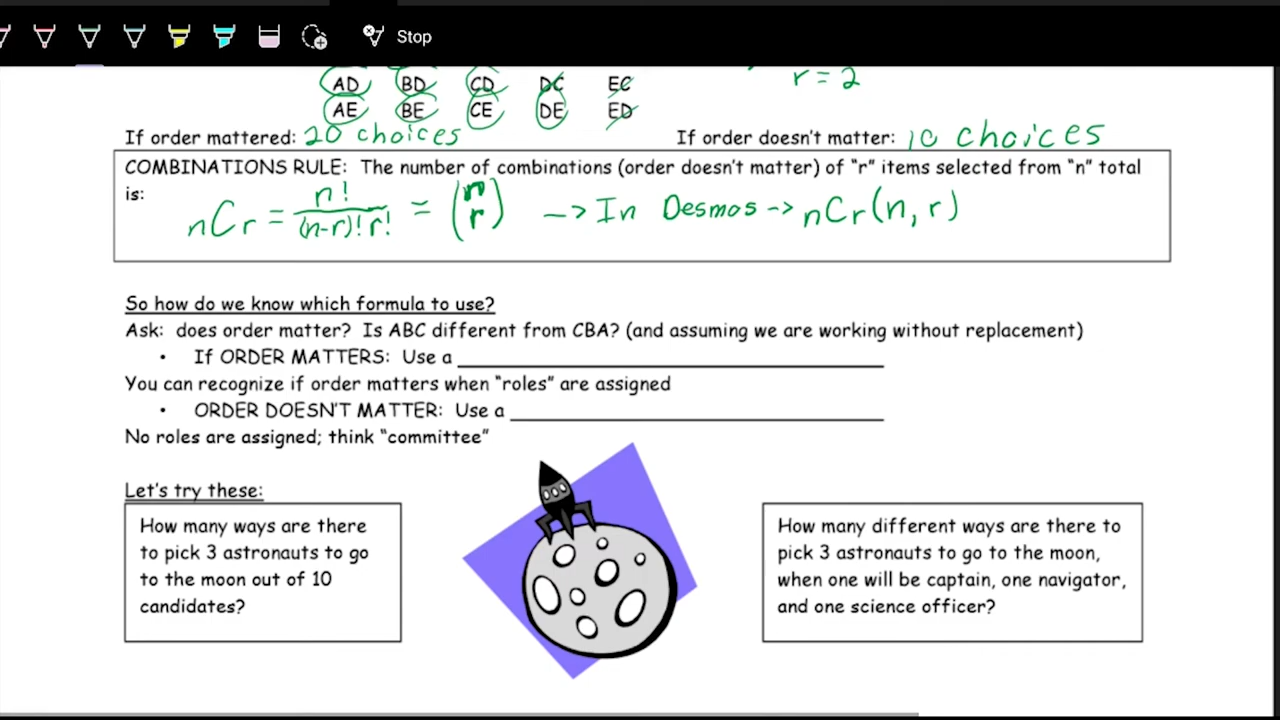 Stop
AD BD CD DC EC
r = 2
AE BE CE DE ED
If order mattered: 20 choices If order doesn't matter: 10 choices
COMBINATIONS RULE: The number of combinations (order doesn't matter) of "r" items selected from "n" total
is:
nCr = n! / (n-r)! r! = (n r) -> In Desmos -> nCr(n, r)
So how do we know which formula to use?
Ask: does order matter? Is ABC different from CBA? (and assuming we are working without replacement)
• If ORDER MATTERS: Use a ____________________
You can recognize if order matters when "roles" are assigned
• ORDER DOESN'T MATTER: Use a ____________________
No roles are assigned; think "committee"
Let's try these:
How many ways are there
to pick 3 astronauts to go
to the moon out of 10
candidates?
How many different ways are there to
pick 3 astronauts to go to the moon,
when one will be captain, one navigator,
and one science officer?